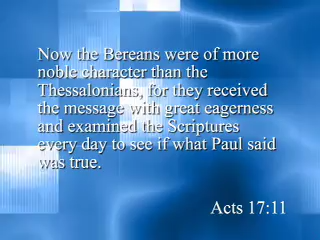 Now the Bereans were of more
noble character than the
Thessalonians, for they received
the message with great eagerness
and examined the Scriptures
every day to see if what Paul said
was true.
Acts 17:11